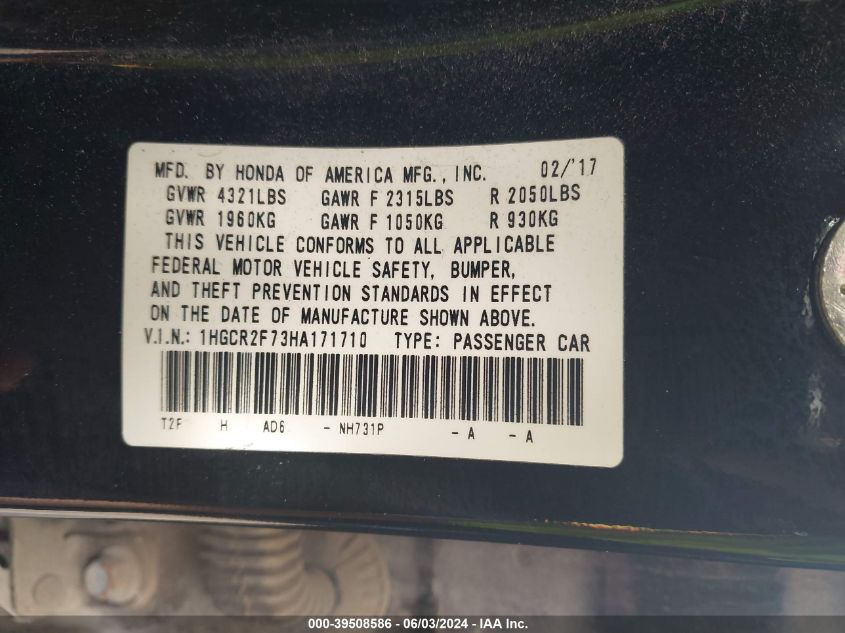 MFD. BY HONDA OF AMERICA MFG., INC. 02/'17
GVWR 4321LBS GAWR F 2315LBS R 2050LBS
GVWR 1960KG GAWR F 1050KG R 930KG
THIS VEHICLE CONFORMS TO ALL APPLICABLE
FEDERAL MOTOR VEHICLE SAFETY, BUMPER,
AND THEFT PREVENTION STANDARDS IN EFFECT
ON THE DATE OF MANUFACTURE SHOWN ABOVE.
V.I.N.: 1HGCR2F73HA171710 TYPE: PASSENGER CAR
T2F H AD6 - NH731P - A - A
000-39508586 - 06/03/2024 - IAA Inc.